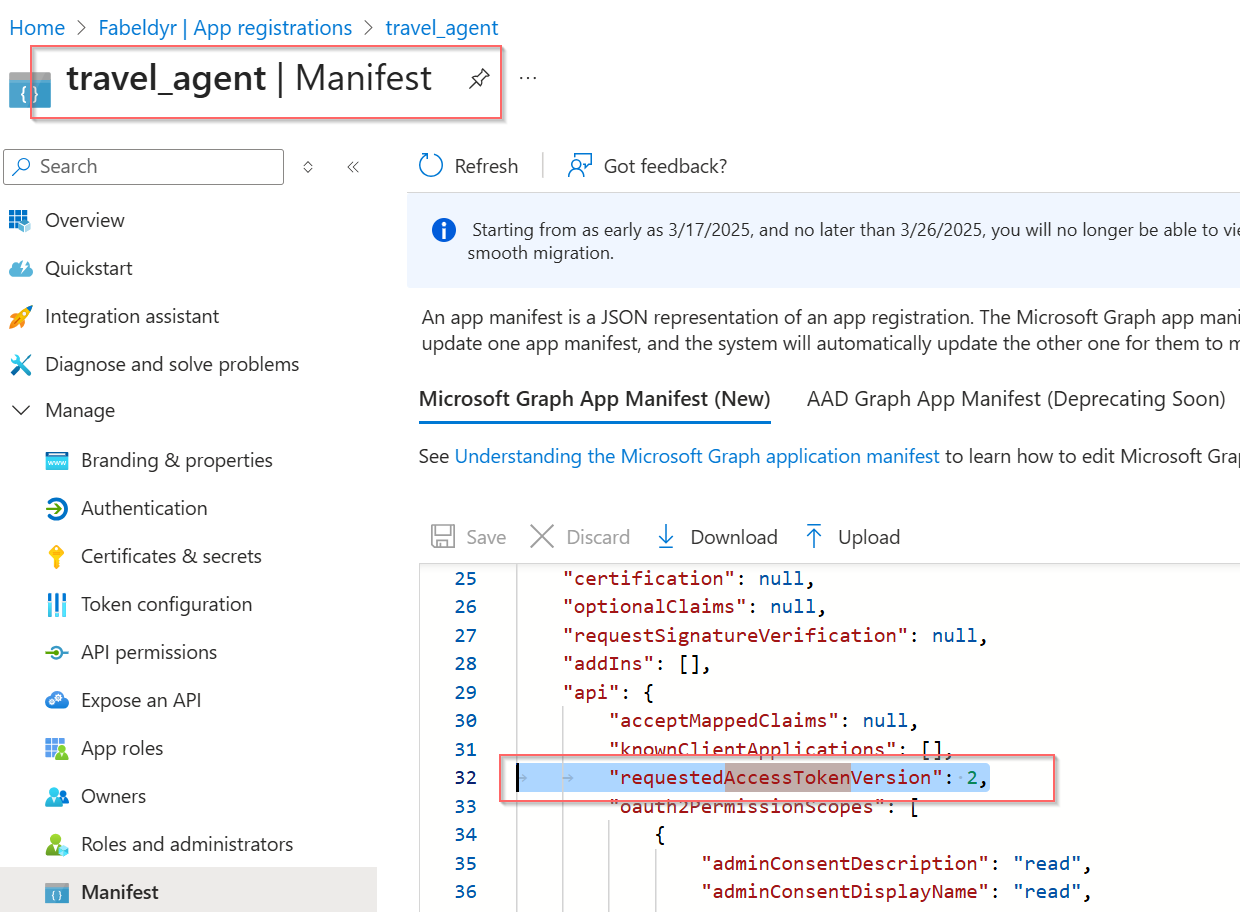 Home > Fabeldyr | App registrations > travel_agent
travel_agent | Manifest
...
Search
Refresh
Got feedback?
Overview
Quickstart
Integration assistant
Diagnose and solve problems
Manage
Branding & properties
Authentication
Certificates & secrets
Token configuration
API permissions
Expose an API
App roles
Owners
Roles and administrators
Manifest
Starting from as early as 3/17/2025, and no later than 3/26/2025, you will no longer be able to
smooth migration.
An app manifest is a JSON representation of an app registration. The Microsoft Graph app
update one app manifest, and the system will automatically update the other one for them to
Microsoft Graph App Manifest (New)
AAD Graph App Manifest (Deprecating Soon)
See Understanding the Microsoft Graph application manifest to learn how to edit Microsoft
Save
Discard
Download
Upload
25 "certification": null,
26 "optionalClaims": null,
27 "requestSignatureVerification": null,
28 "addIns": [],
29 "api": {
30 "acceptMappedClaims": null,
31 "knownClientApplications": [],
32 "requestedAccessTokenVersion": 2,
33 "oauth2PermissionScopes": [
34 {
35 "adminConsentDescription": "read",
36 "adminConsentDisplayName": "read",